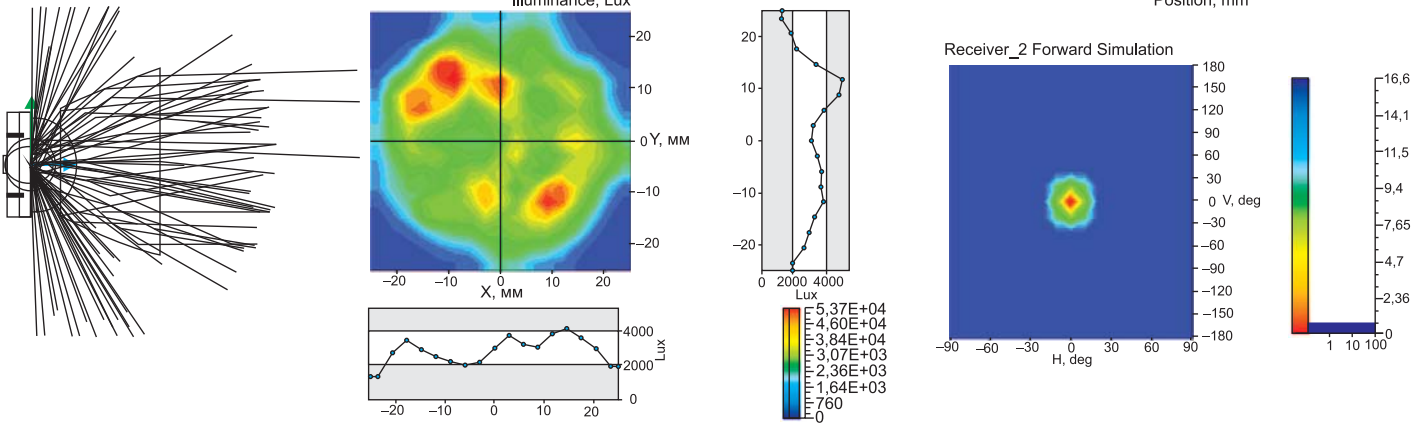 Illuminance, Lux
20
10
0 Y, мм
–10
–20
–20 –10 0 10 20
X, мм
4000
2000
0
Lux
–20 –10 0 10 20
20
10
0
–10
–20
0 2000 4000
Lux
5,37E+04
4,60E+04
3,84E+04
3,07E+03
2,36E+03
1,64E+03
760
0
Position, mm
Receiver_2 Forward Simulation
180
150
120
90
60
30
0 V, deg
–30
–60
–90
–120
–150
–180
–90 –60 –30 0 30 60 90
H, deg
16,6
14,1
11,5
9,4
7,65
4,7
2,36
0
1 10 100